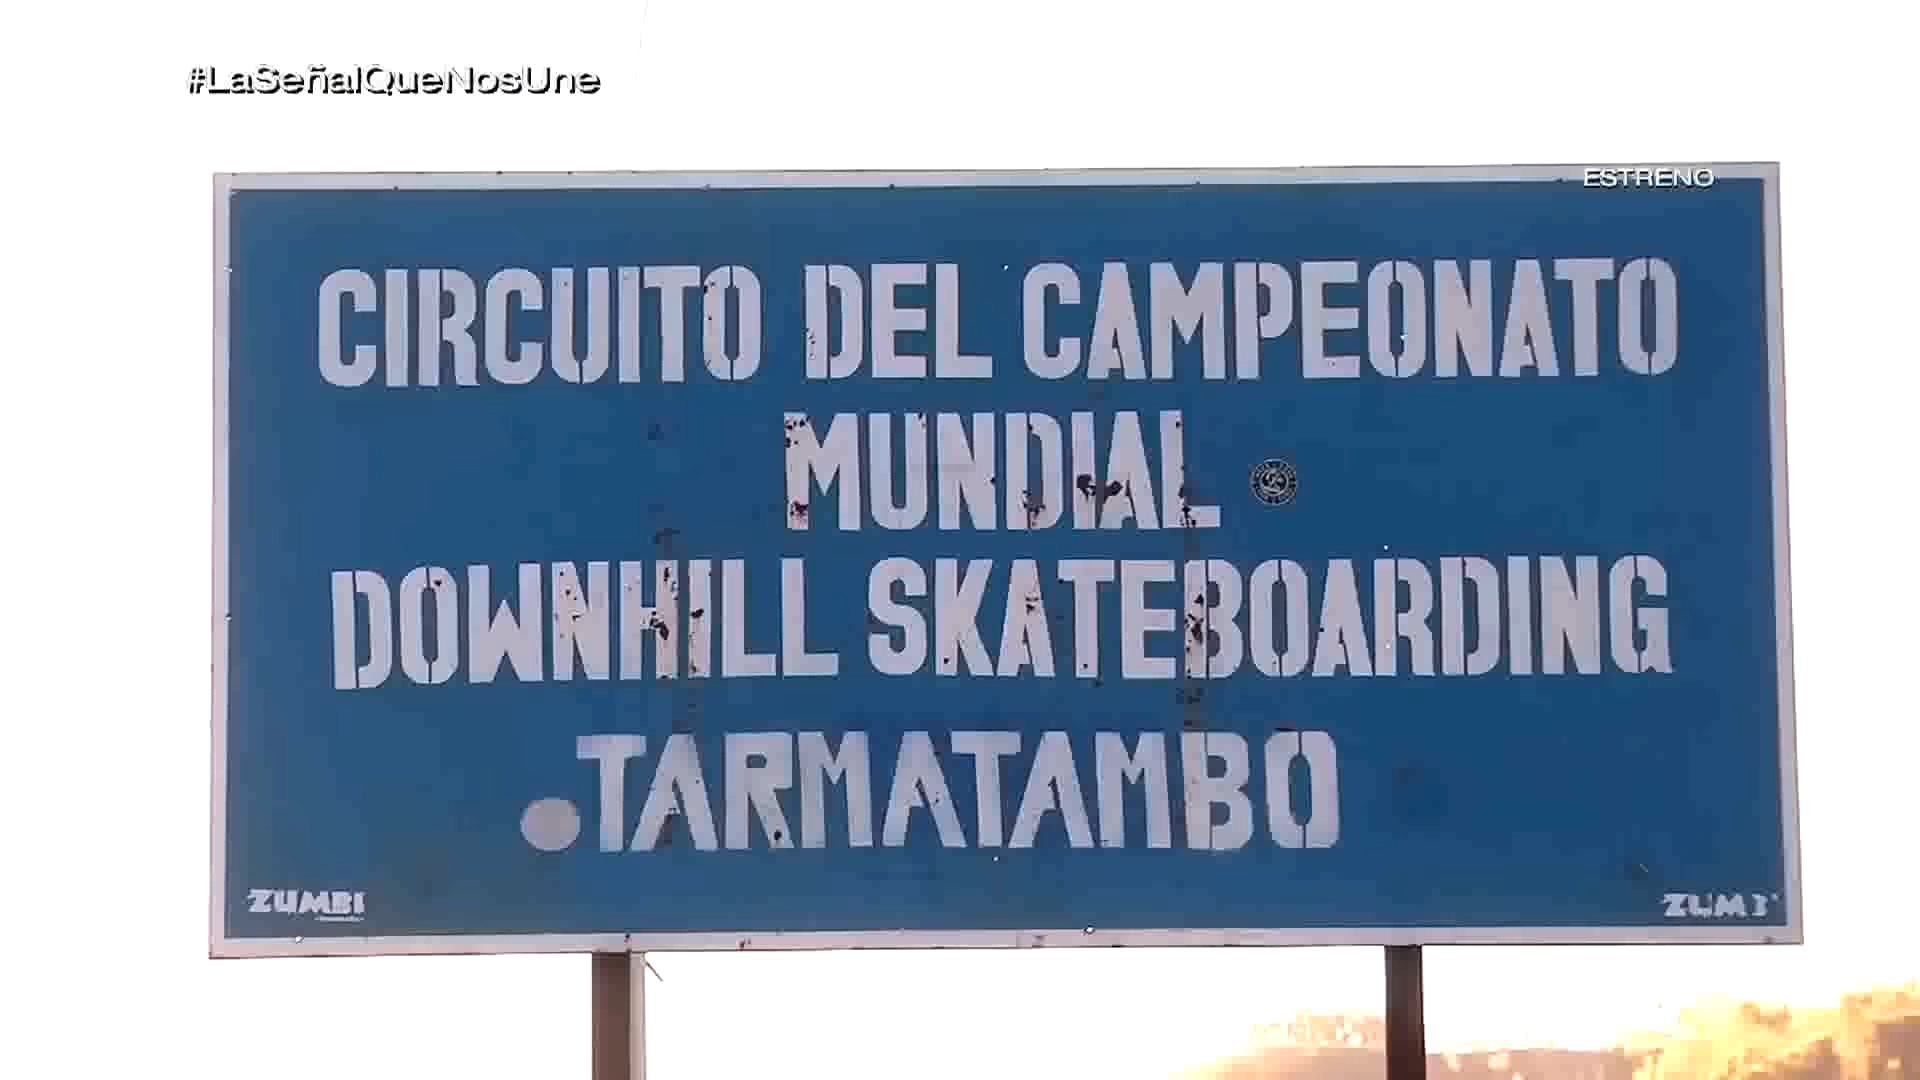 #LaSeñalQueNosUne
ESTRENO
CIRCUITO DEL CAMPEONATO
MUNDIAL
DOWNHILL SKATEBOARDING
.TARMATAMBO
ZUMBI